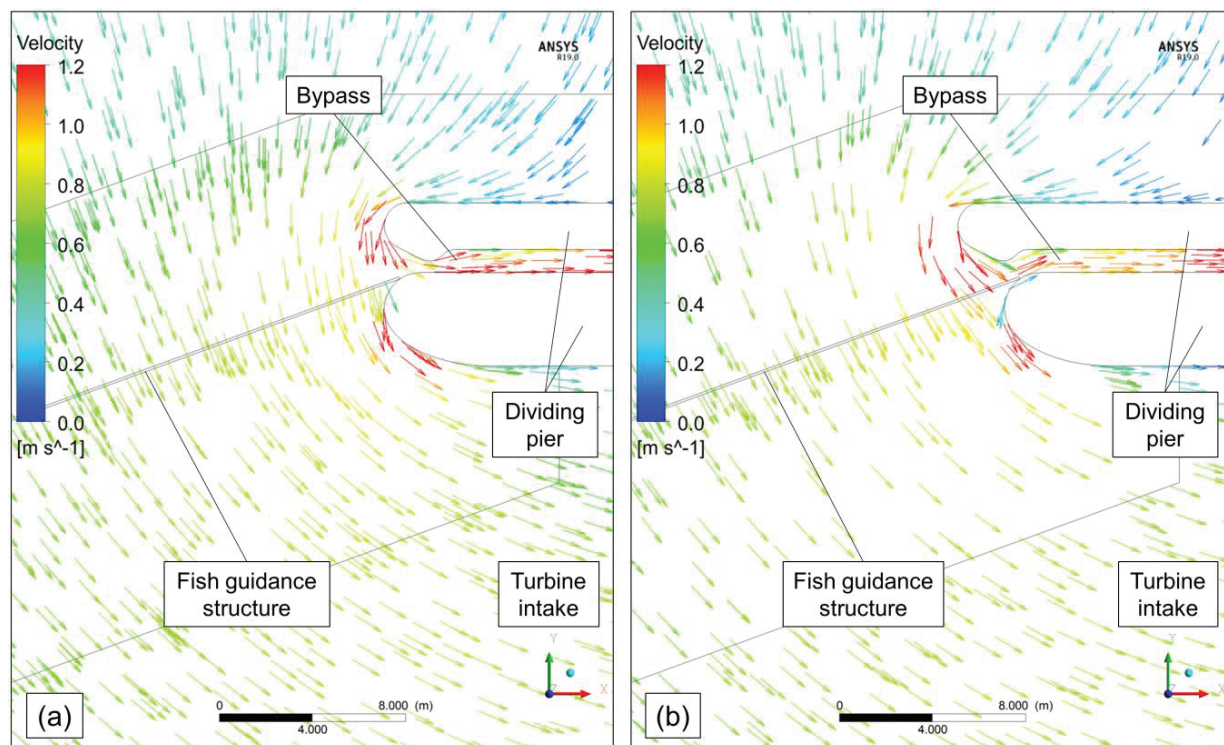 Velocity
1.2
1.0
0.8
0.6
0.4
0.2
0.0
[m s^-1]
ANSYS
R19.0
Bypass
Dividing
pier
Fish guidance
structure
Turbine
intake
Y
Z
X
0
8.000 (m)
4.000
(a)
Velocity
1.2
1.0
0.8
0.6
0.4
0.2
0.0
[m s^-1]
ANSYS
R19.0
Bypass
Dividing
pier
Fish guidance
structure
Turbine
intake
Y
Z
X
0
8.000 (m)
4.000
(b)